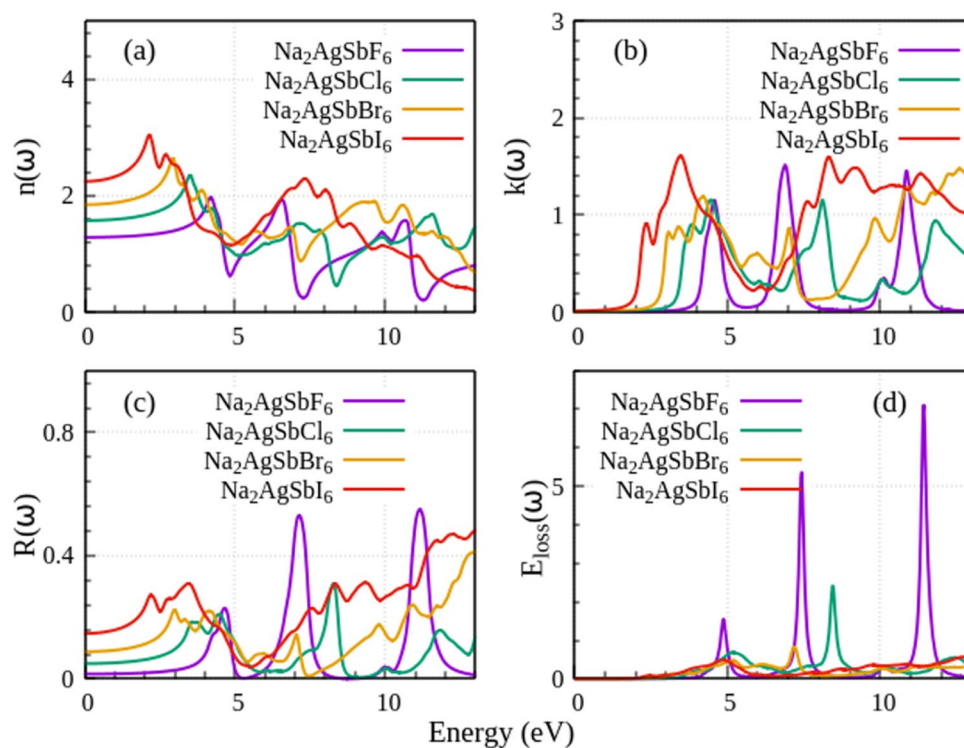 (a)
Na₂AgSbF₆
Na₂AgSbCl₆
Na₂AgSbBr₆
Na₂AgSbI₆
n(ω)
4
2
0
0 5 10
(b)
Na₂AgSbF₆
Na₂AgSbCl₆
Na₂AgSbBr₆
Na₂AgSbI₆
k(ω)
3
2
1
0
0 5 10
(c)
Na₂AgSbF₆
Na₂AgSbCl₆
Na₂AgSbBr₆
Na₂AgSbI₆
R(ω)
0.8
0.4
0
0 5 10
(d)
Na₂AgSbF₆
Na₂AgSbCl₆
Na₂AgSbBr₆
Na₂AgSbI₆
E_loss(ω)
5
0
0 5 10
Energy (eV)